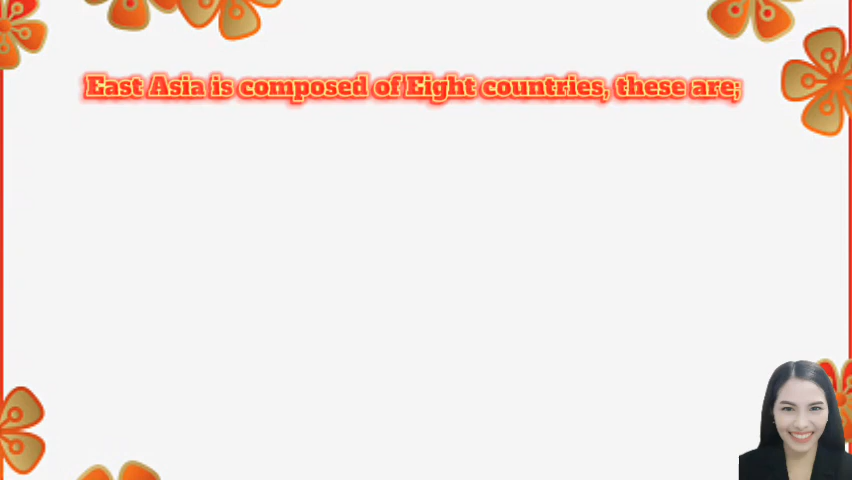 East Asia is composed of Eight countries, these are;